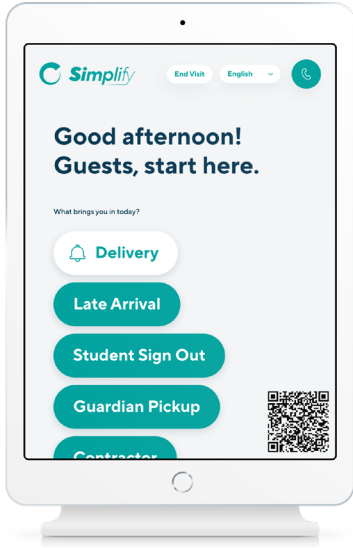 Simplify
End Visit
English
Good afternoon!
Guests, start here.
What brings you in today?
Delivery
Late Arrival
Student Sign Out
Guardian Pickup
Contractor